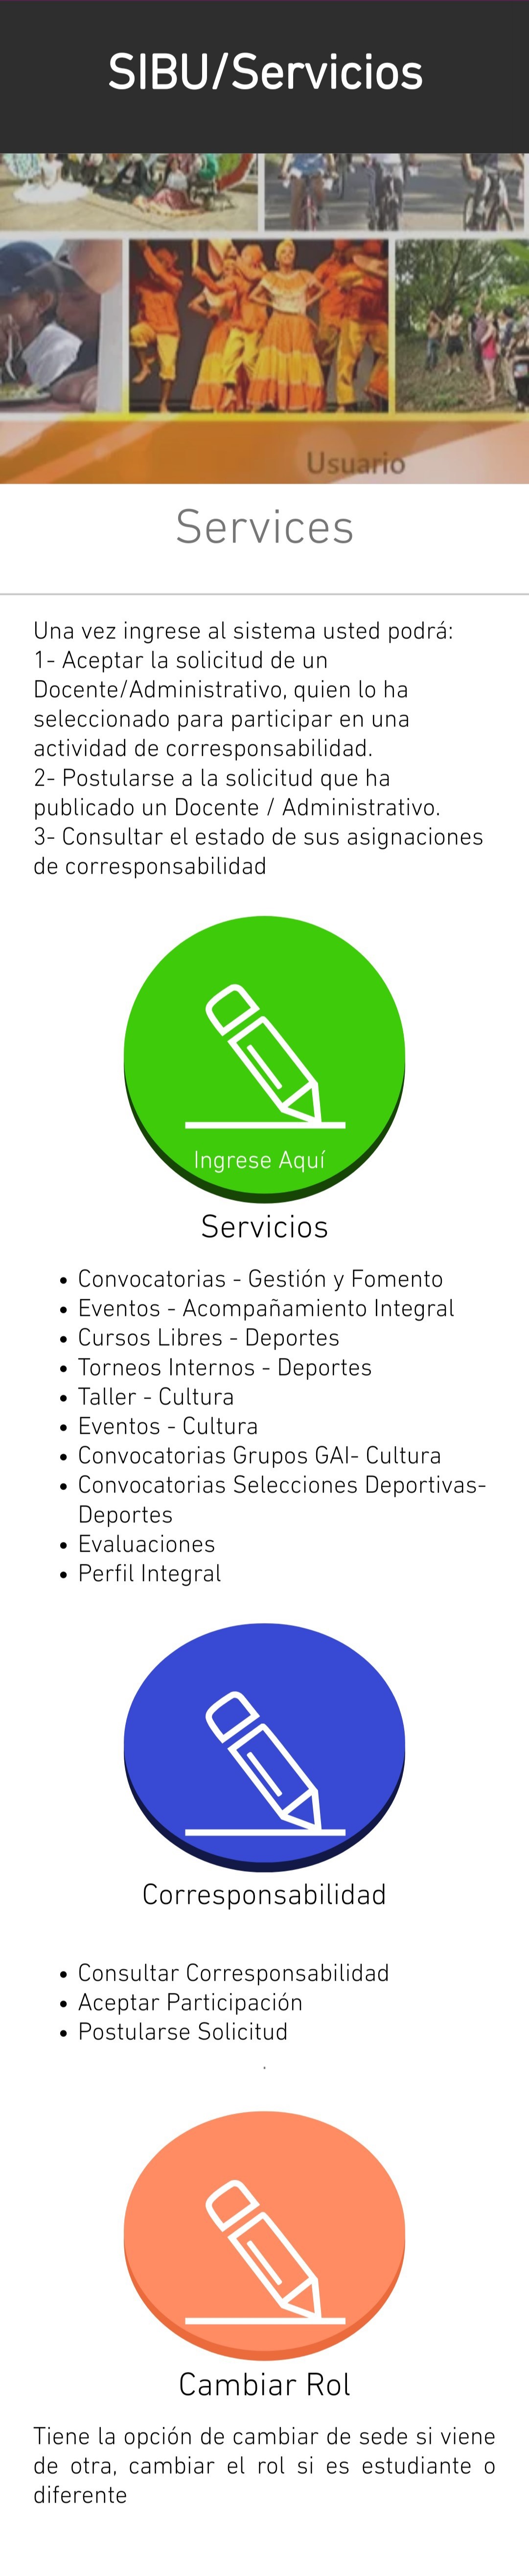 SIBU/Servicios
Usuario
Services
Una vez ingrese al sistema usted podrá:
1- Aceptar la solicitud de un
Docente/Administrativo, quien lo ha
seleccionado para participar en una
actividad de corresponsabilidad.
2- Postularse a la solicitud que ha
publicado un Docente / Administrativo.
3- Consultar el estado de sus asignaciones
de corresponsabilidad
Ingrese Aquí
Servicios
• Convocatorias - Gestión y Fomento
• Eventos - Acompañamiento Integral
• Cursos Libres - Deportes
• Torneos Internos - Deportes
• Taller - Cultura
• Eventos - Cultura
• Convocatorias Grupos GAI- Cultura
• Convocatorias Selecciones Deportivas-
Deportes
• Evaluaciones
• Perfil Integral
Corresponsabilidad
• Consultar Corresponsabilidad
• Aceptar Participación
• Postularse Solicitud
.
Cambiar Rol
Tiene la opción de cambiar de sede si viene
de otra, cambiar el rol si es estudiante o
diferente